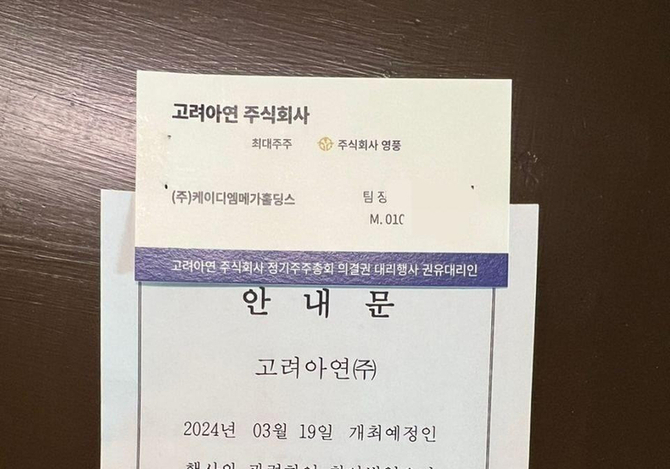 고려아연 주식회사
최대주주 주식회사 영풍
(주)케이디엠메가홀딩스 팀장
M. 010
고려아연 주식회사 정기주주총회 의결권 대리행사 권유대리인
안 내 문
고려아연㈜
2024년 03월 19일 개최예정인